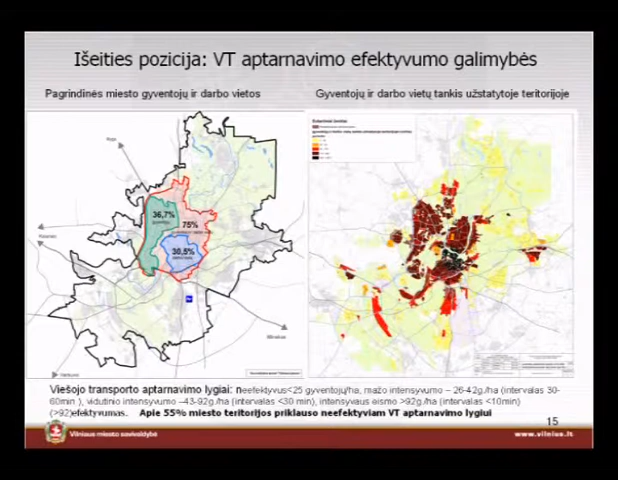 Išeities pozicija: VT aptarnavimo efektyvumo galimybės
Pagrindinės miesto gyventojų ir darbo vietos
Gyventojų ir darbo vietų tankis užstatytoje teritorijoje
36,7%
75%
30,5%
Viešojo transporto aptarnavimo lygiai: neefektyvus<25 gyventojų/ha, mažo intensyvumo – 26-42g./ha (intervalas 30-
60min ), vidutinio intensyvumo –43-92g/ha (intervalas <30 min), intensyvaus eismo >92g/ha (intervalas <10min)
(>92)efektyvumas. Apie 55% miesto teritorijos priklauso neefektyviam VT aptarnavimo lygiui
15
Vilniaus miesto savivaldybė
www.vilnius.lt